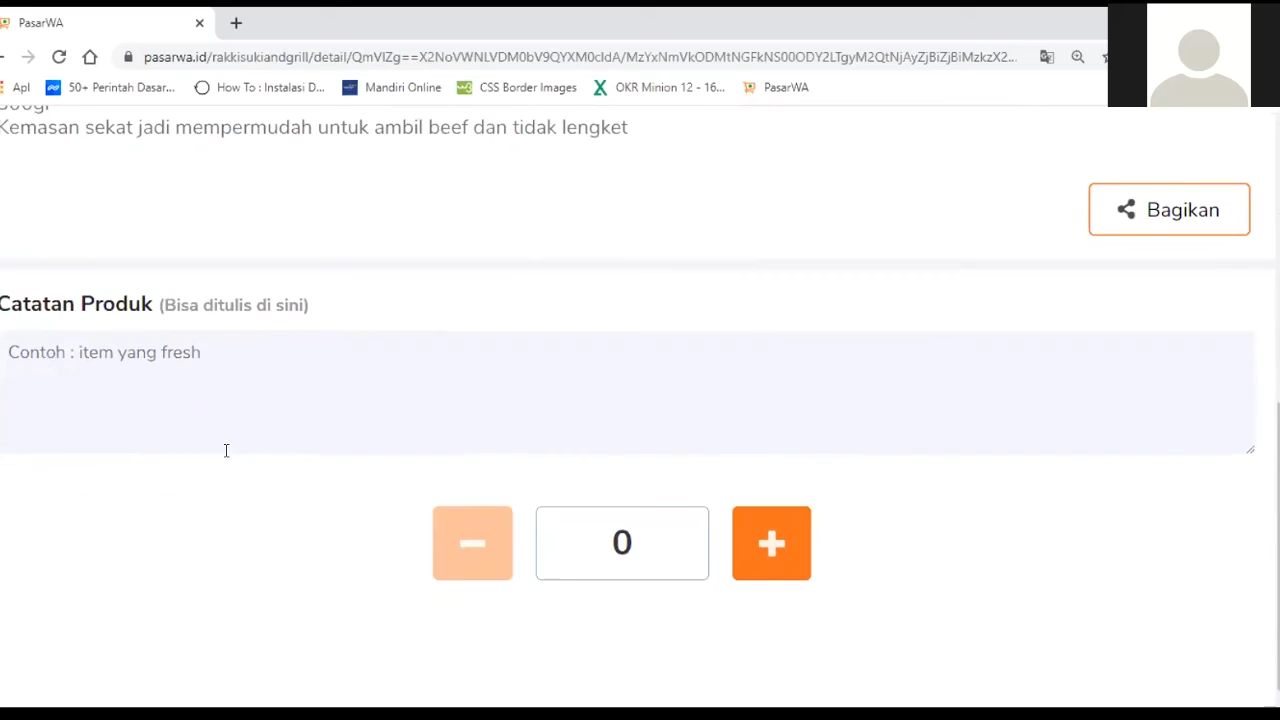 PasarWA
pasarwa.id/rakkisukiandgrill/detail/QmVlZg==X2NoVWNLVDM0bV9QYXM0cIdA/MzYxNmVkODMtNGFkNS00ODY2LTgyM2QtNjAyZjBiZjBiMzkzX2...
Apl 50+ Perintah Dasar... How To : Instalasi D... Mandiri Online CSS Border Images OKR Minion 12 - 16... PasarWA
Kemasan sekat jadi mempermudah untuk ambil beef dan tidak lengket
Bagikan
Catatan Produk (Bisa ditulis di sini)
Contoh : item yang fresh
0